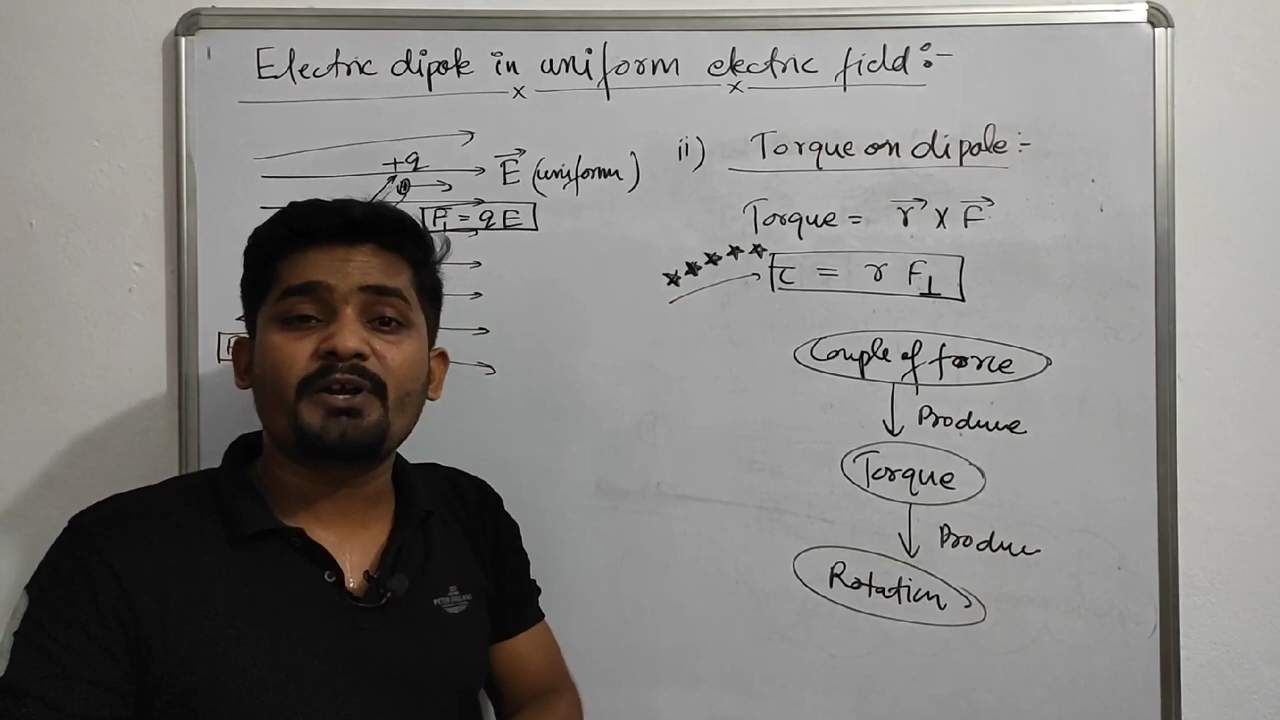 Electric dipole in uniform electric field :-
+q
E (uniform)
F₁ = qE
ii) Torque on dipole :-
Torque = r x F
τ = r F⊥
Couple of force
Produce
Torque
Produce
Rotation